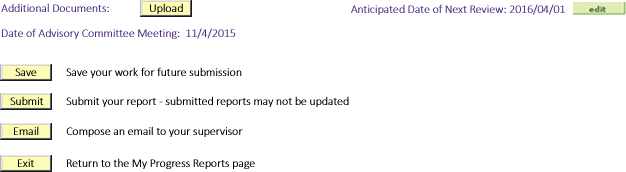 Additional Documents: Upload Anticipated Date of Next Review: 2016/04/01 edit
Date of Advisory Committee Meeting: 11/4/2015
Save Save your work for future submission
Submit Submit your report - submitted reports may not be updated
Email Compose an email to your supervisor
Exit Return to the My Progress Reports page